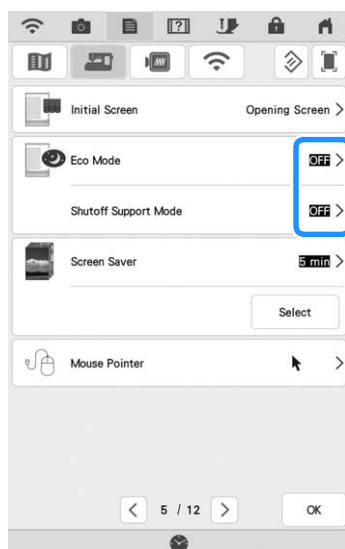 Initial Screen Opening Screen >
Eco Mode OFF >
Shutoff Support Mode OFF >
Screen Saver 5 min >
Select
Mouse Pointer >
< 5 / 12 > OK